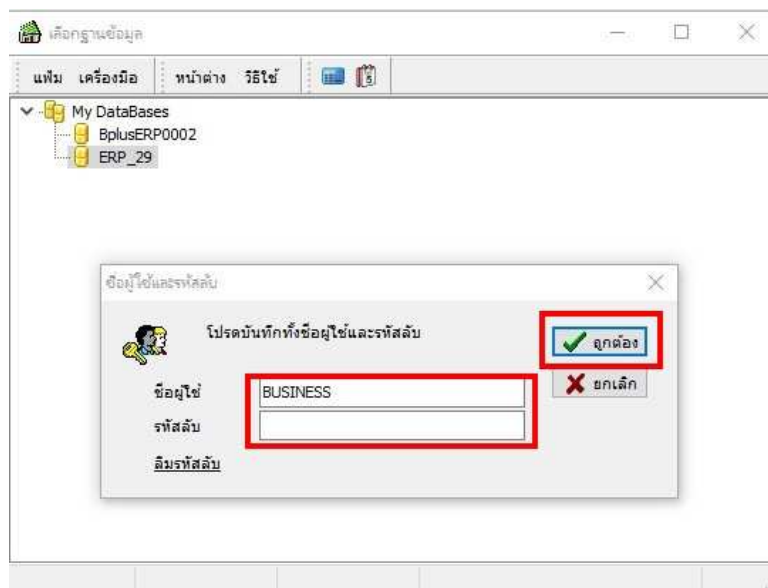 เลือกฐานข้อมูล
แฟ้ม เครื่องมือ หน้าต่าง วิธีใช้
My DataBases
BplusERP0002
ERP_29
ชื่อผู้ใช้และรหัสลับ
โปรดบันทึกทั้งชื่อผู้ใช้และรหัสลับ
ถูกต้อง
ชื่อผู้ใช้ BUSINESS
ยกเลิก
รหัสลับ
ลืมรหัสลับ